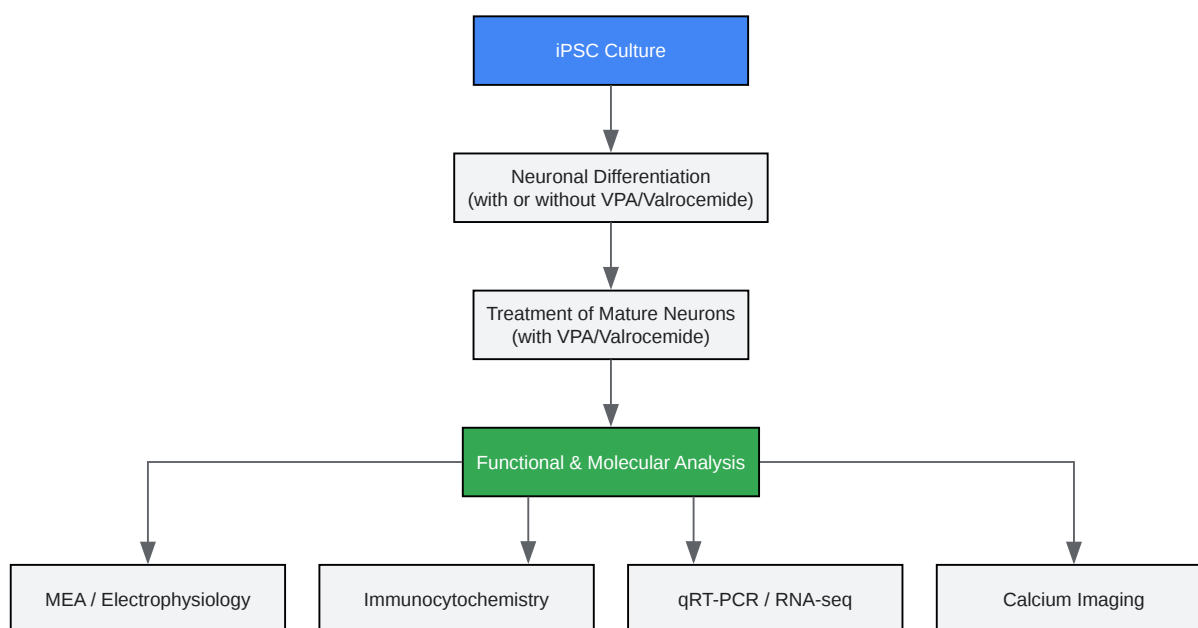 iPSC Culture
Neuronal Differentiation
(with or without VPA/Valrocemide)
Treatment of Mature Neurons
(with VPA/Valrocemide)
Functional & Molecular Analysis
MEA / Electrophysiology
Immunocytochemistry
qRT-PCR / RNA-seq
Calcium Imaging